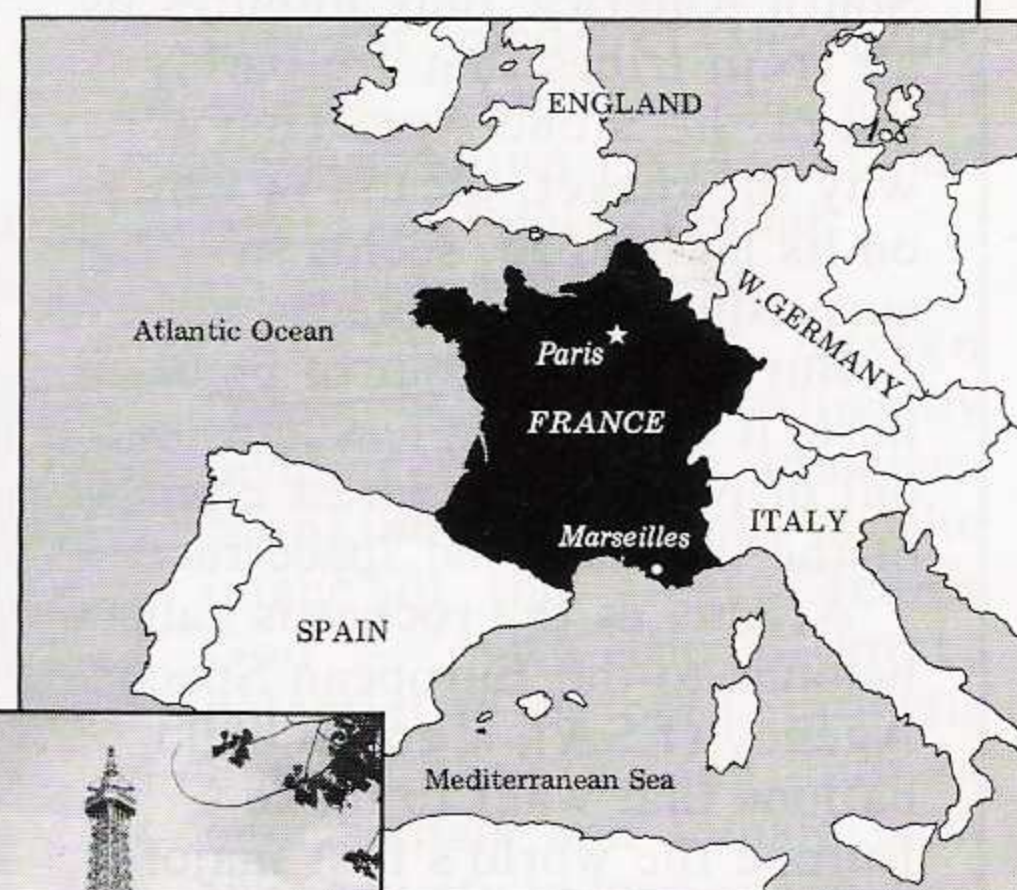 ENGLAND
Atlantic Ocean
W. GERMANY
Paris
FRANCE
Marseilles
ITALY
SPAIN
Mediterranean Sea